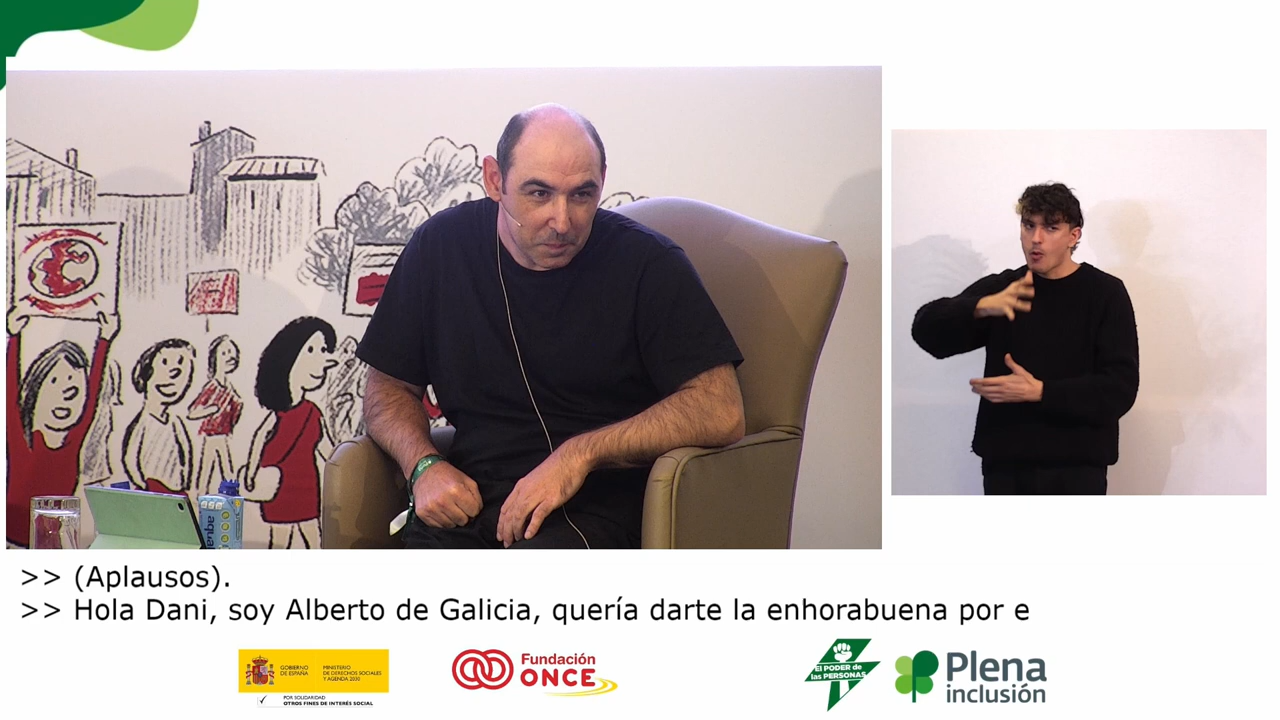 aqua
>> (Aplausos).
>> Hola Dani, soy Alberto de Galicia, quería darte la enhorabuena por e
GOBIERNO
DE ESPAÑA
MINISTERIO
DE DERECHOS SOCIALES
Y AGENDA 2030
POR SOLIDARIDAD
OTROS FINES DE INTERÉS SOCIAL
Fundación
ONCE
El PODER de
las PERSONAS
Plena
inclusión